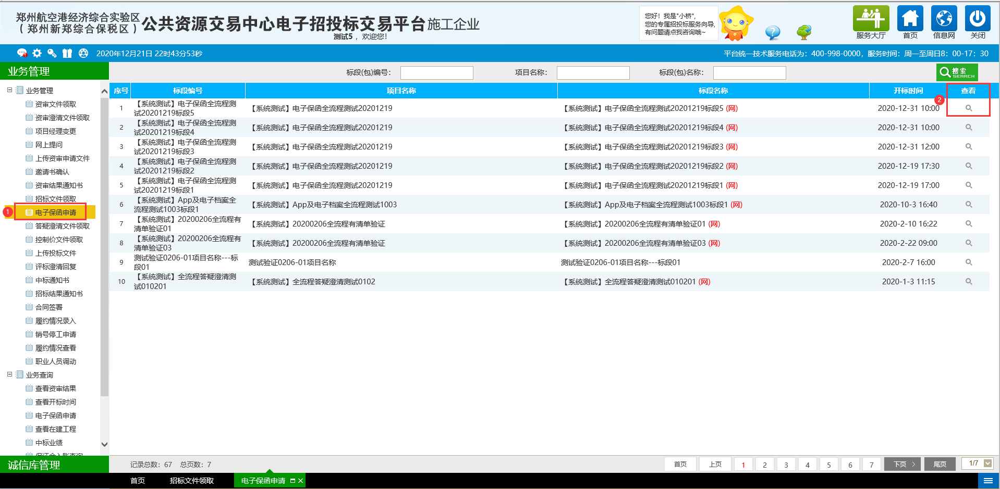 郑州航空港经济综合实验区
（郑州新郑综合保税区）
公共资源交易中心电子招投标交易平台施工企业
测试5，欢迎您！
您好！我是"小桥"，
您的专属招投标服务向导,
有问题请点我咨询哦~
服务大厅
首页
信息网
关闭
2020年12月21日 22时43分53秒
平台统一技术服务电话为：400-998-0000，服务时间：周一至周日8：00-17：30
业务管理
标段(包)编号：
项目名称：
标段(包)名称：
搜索
SEARCH
业务管理
资审文件领取
资审澄清文件领取
项目经理变更
网上提问
上传资审申请文件
邀请书确认
资审结果通知书
招标文件领取
1
电子保函申请
答疑澄清文件领取
控制价文件领取
上传投标文件
评标澄清回复
中标通知书
招标结果通知书
合同签署
履约情况录入
销号停工申请
履约情况查看
职业人员调动
业务查询
查看资审结果
查看开标时间
电子保函申请
查看在建工程
中标业绩
保证金入账查询
诚信库管理
序号 标段编号 项目名称 标段名称 开标时间 查看
2
1 【系统测试】电子保函全流程测试20201219标段5 【系统测试】电子保函全流程测试20201219 【系统测试】电子保函全流程测试20201219标段5 (网) 2020-12-31 10:00
2 【系统测试】电子保函全流程测试20201219标段4 【系统测试】电子保函全流程测试20201219 【系统测试】电子保函全流程测试20201219标段4 (网) 2020-12-31 10:00
3 【系统测试】电子保函全流程测试20201219标段3 【系统测试】电子保函全流程测试20201219 【系统测试】电子保函全流程测试20201219标段3 (网) 2020-12-31 12:00
4 【系统测试】电子保函全流程测试20201219标段2 【系统测试】电子保函全流程测试20201219 【系统测试】电子保函全流程测试20201219标段2 (网) 2020-12-19 17:30
5 【系统测试】电子保函全流程测试20201219标段1 【系统测试】电子保函全流程测试20201219 【系统测试】电子保函全流程测试20201219标段1 (网) 2020-12-19 17:00
6 【系统测试】App及电子档案全流程测试1003标段1 【系统测试】App及电子档案全流程测试1003 【系统测试】App及电子档案全流程测试1003标段1 (网) 2020-10-3 16:40
7 【系统测试】20200206全流程有清单验证01 【系统测试】20200206全流程有清单验证 【系统测试】20200206全流程有清单验证01 (网) 2020-2-10 16:22
8 【系统测试】20200206全流程有清单验证03 【系统测试】20200206全流程有清单验证 【系统测试】20200206全流程有清单验证03 (网) 2020-2-22 09:00
9 测试验证0206-01项目名称---标段01 测试验证0206-01项目名称 测试验证0206-01项目名称---标段01 2020-2-7 16:00
10 【系统测试】全流程答疑澄清测试010201 【系统测试】全流程答疑澄清测试0102 【系统测试】全流程答疑澄清测试010201 (网) 2020-1-3 11:15
记录总数：67 总页数：7
首页 上页 1 2 3 4 5 6 7 下页 尾页 1/7
首页 招标文件领取 电子保函申请